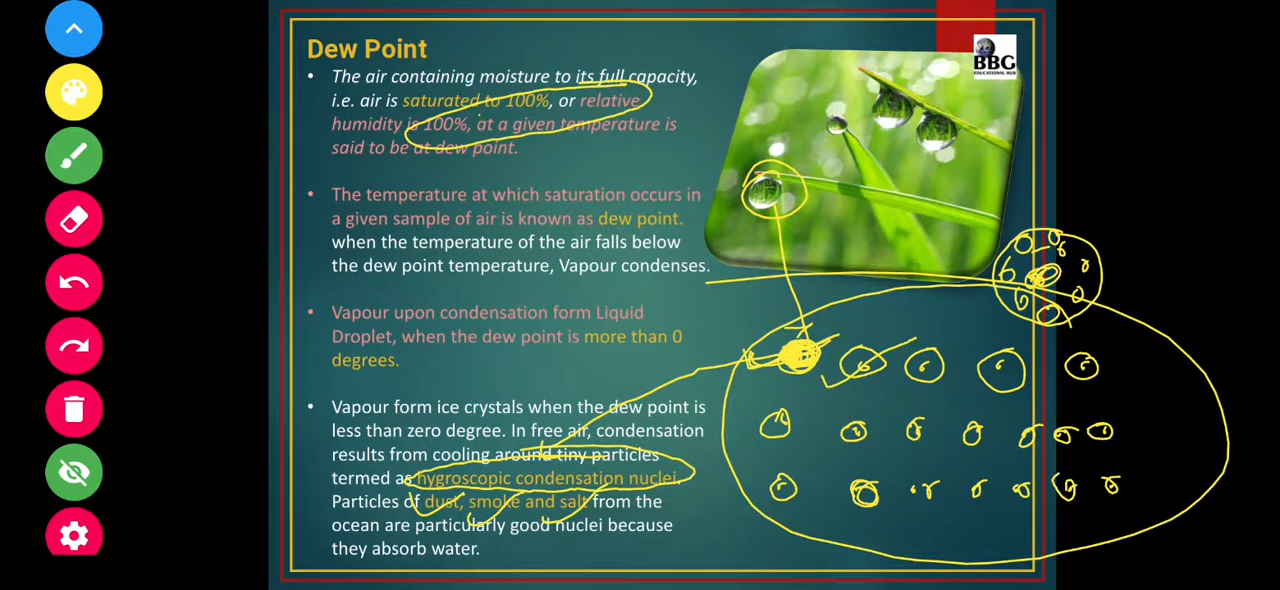 Dew Point
• The air containing moisture to its full capacity,
i.e. air is saturated to 100%, or relative
humidity is 100%, at a given temperature is
said to be at dew point.
• The temperature at which saturation occurs in
a given sample of air is known as dew point.
when the temperature of the air falls below
the dew point temperature, Vapour condenses.
• Vapour upon condensation form Liquid
Droplet, when the dew point is more than 0
degrees.
• Vapour form ice crystals when the dew point is
less than zero degree. In free air, condensation
results from cooling around tiny particles
termed as hygroscopic condensation nuclei.
Particles of dust, smoke and salt from the
ocean are particularly good nuclei because
they absorb water.
BBG
EDUCATIONAL HUB